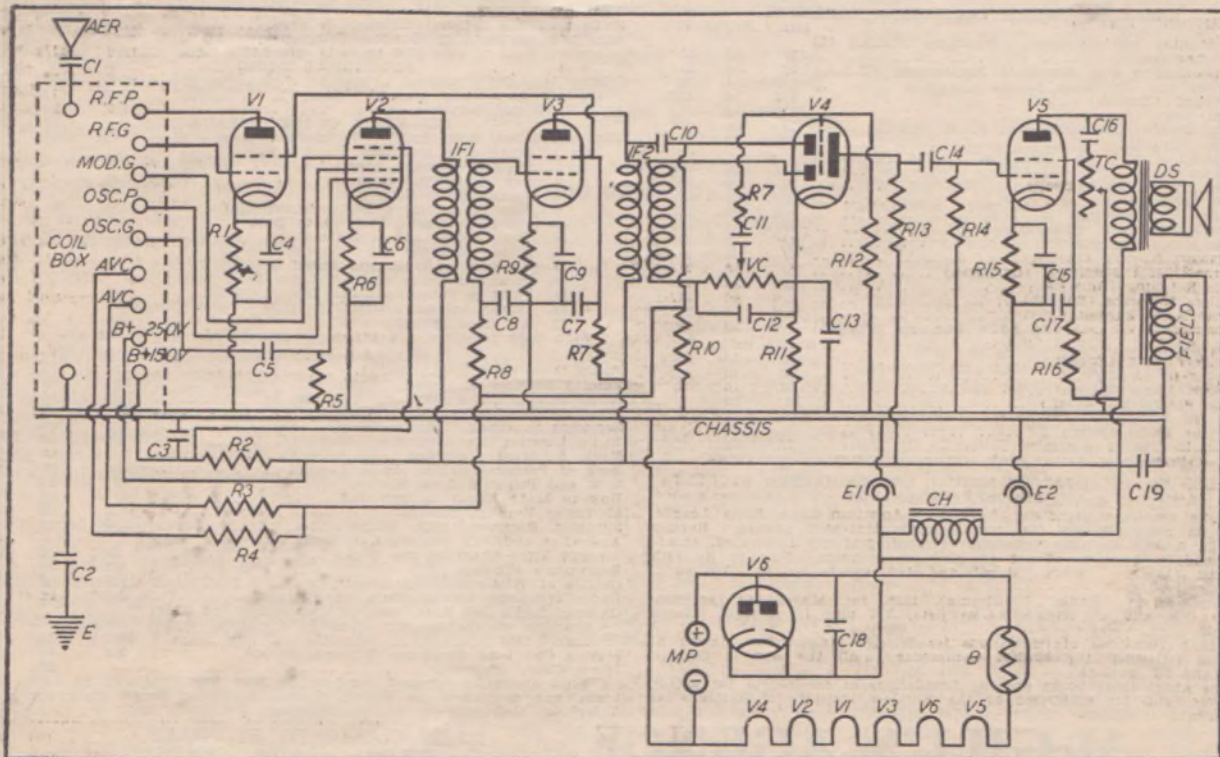 AER
C1
R.F.P
R.F.G
MOD.G
OSC.P
OSC.G
COIL
BOX
AVC
AVC
B+ 250V
B+150V
V1
V2
V3
V4
V5
R1
C4
R6
C6
IF1
R9
C9
C8
C7
R8
R7
IF2
C10
R7
C11
VC
C12
R10
R11
C13
R12
R13
C14
R14
R15
C15
C17
R16
C16
TC
DS
FIELD
C5
R5
CHASSIS
C3
R2
R3
R4
C2
E
E1
CH
E2
C19
V6
MP
+
-
C18
B
V4 V2 V1 V3 V6 V5